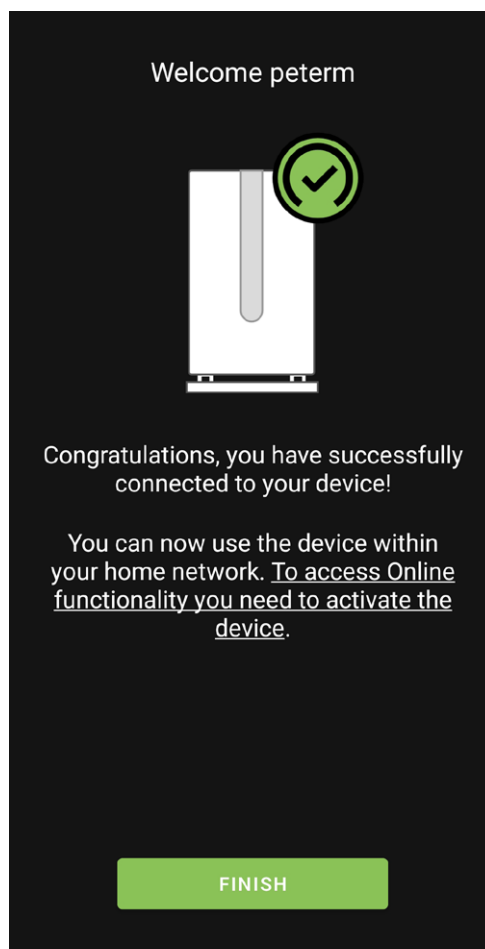 Welcome peterm
Congratulations, you have successfully
connected to your device!
You can now use the device within
your home network. To access Online
functionality you need to activate the
device.
FINISH